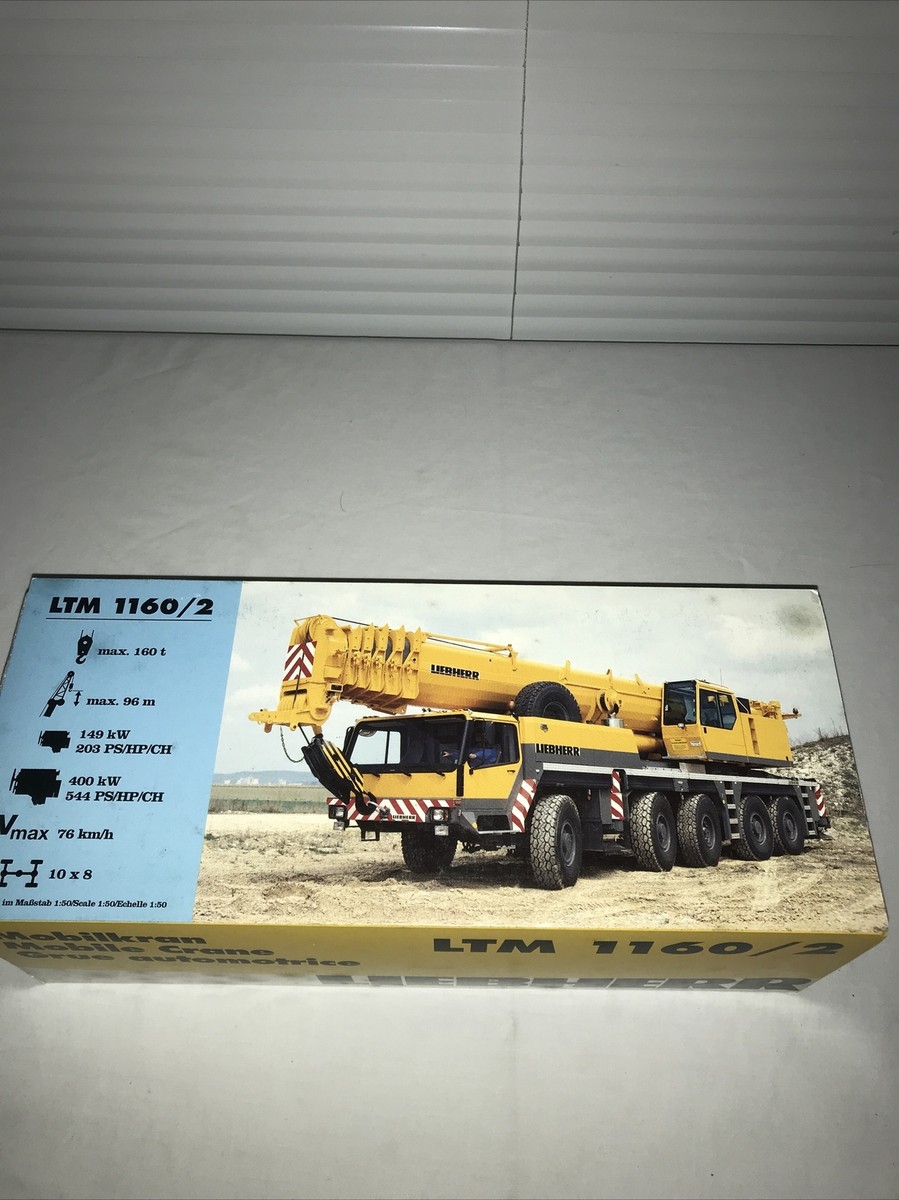 LTM 1160/2
max. 160 t
max. 96 m
149 kW
203 PS/HP/CH
400 kW
544 PS/HP/CH
Vmax 76 km/h
10 x 8
im Maßstab 1:50/Scale 1:50/Echelle 1:50
LIEBHERR
LIEBHERR
LIEBHERR
Mobilkran
Mobile Crane
Grue automotrice
LTM 1160/2
LIEBHERR